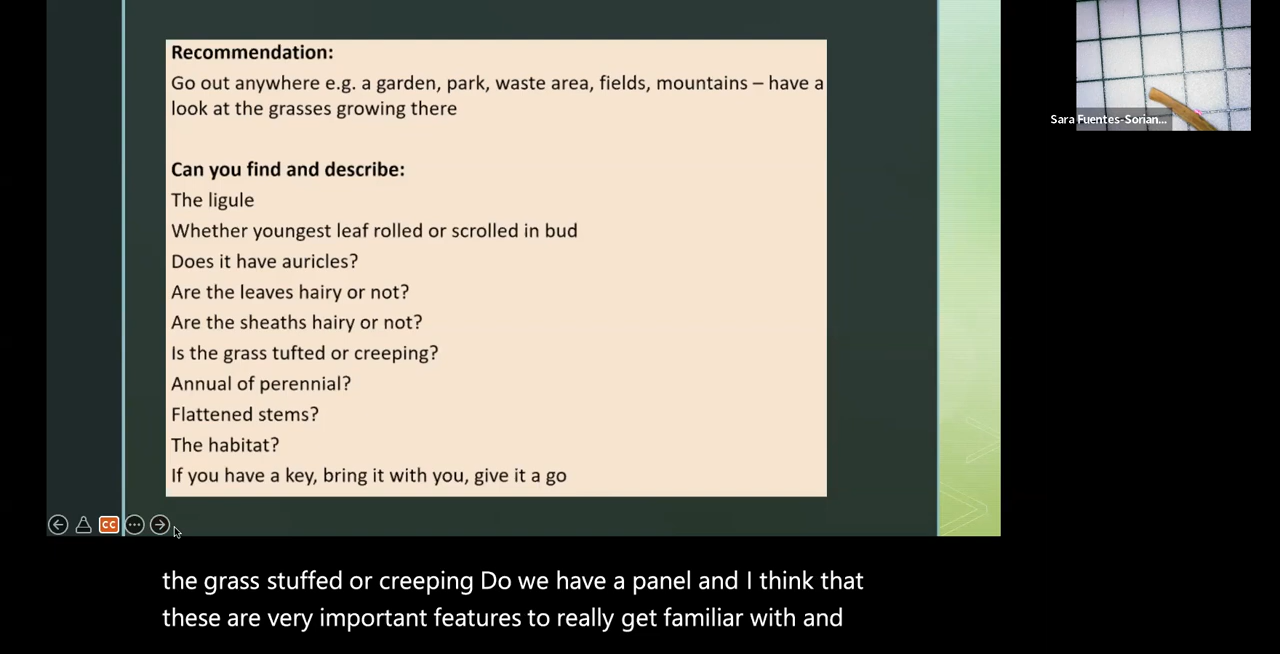 Recommendation:
Go out anywhere e.g. a garden, park, waste area, fields, mountains – have a
look at the grasses growing there
Can you find and describe:
The ligule
Whether youngest leaf rolled or scrolled in bud
Does it have auricles?
Are the leaves hairy or not?
Are the sheaths hairy or not?
Is the grass tufted or creeping?
Annual of perennial?
Flattened stems?
The habitat?
If you have a key, bring it with you, give it a go
Sara Fuentes-Sorian...
CC
the grass stuffed or creeping Do we have a panel and I think that
these are very important features to really get familiar with and